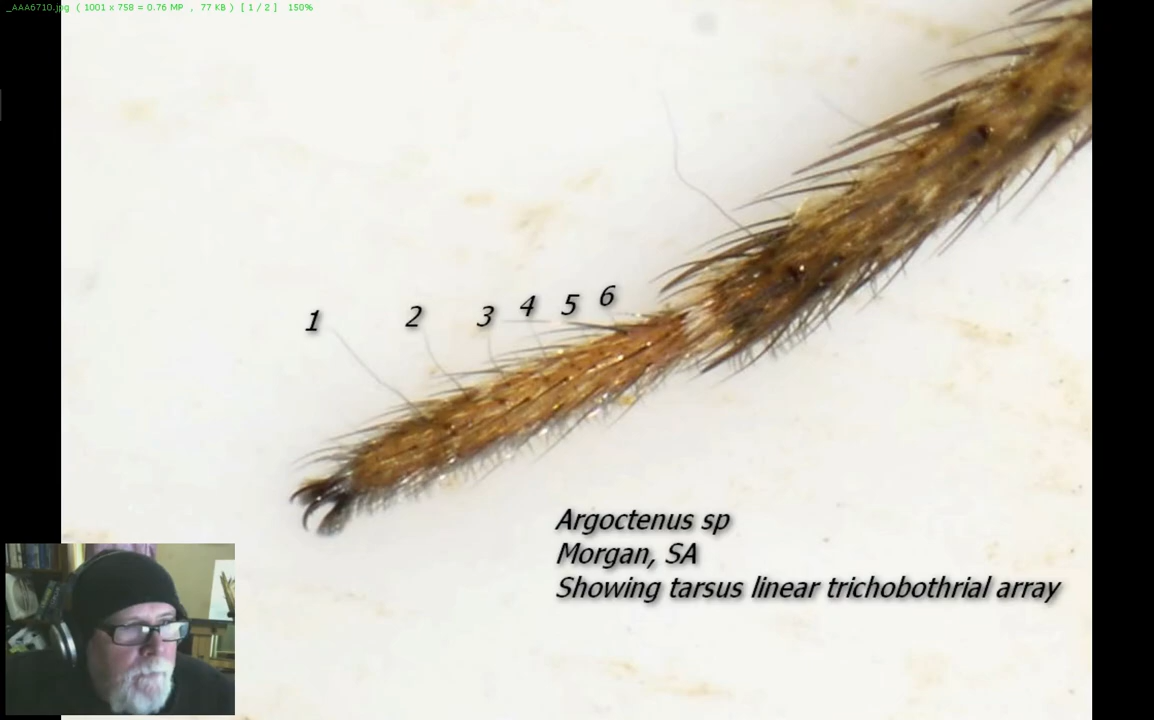 _AAA6710.jpg ( 1001 x 758 = 0.76 MP , 77 KB ) [ 1 / 2 ] 150%
1 2 3 4 5 6
Argoctenus sp
Morgan, SA
Showing tarsus linear trichobothrial array